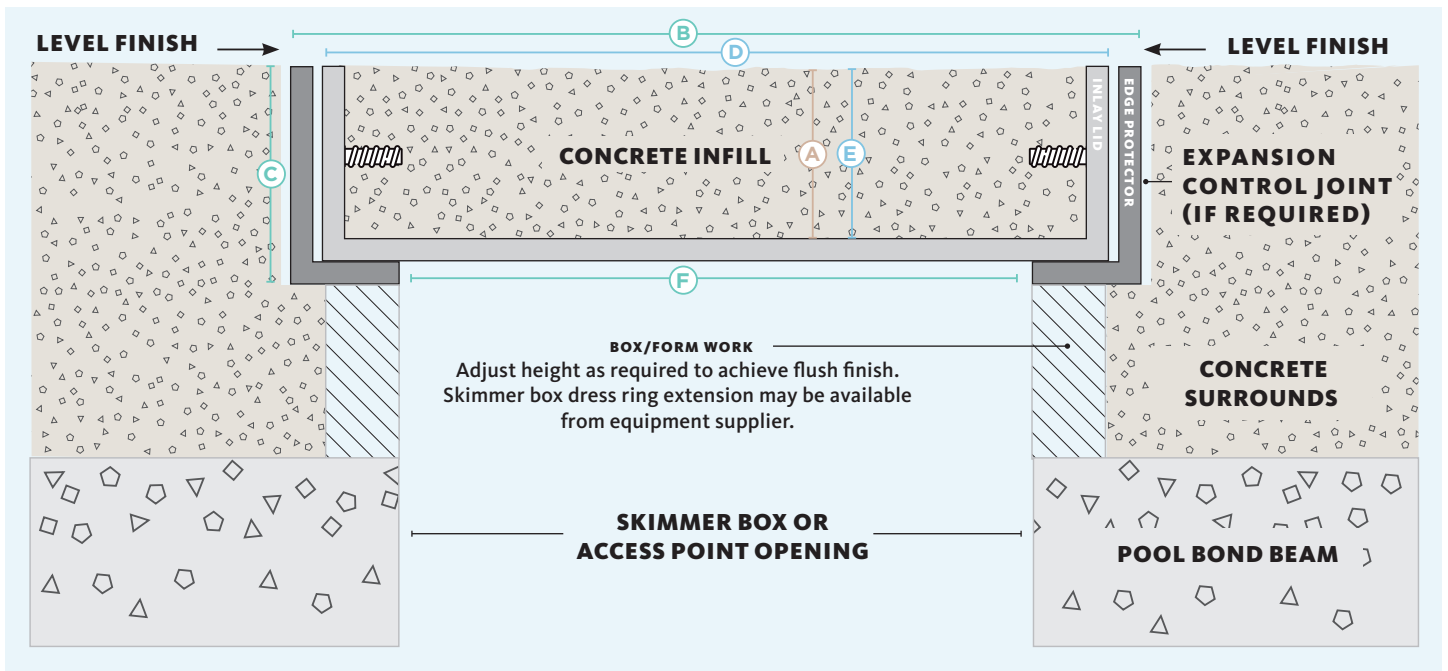 LEVEL FINISH
B
D
LEVEL FINISH
C
CONCRETE INFILL
A
E
INLAY LID
EDGE PROTECTOR
EXPANSION
CONTROL JOINT
(IF REQUIRED)
F
BOX/FORM WORK
Adjust height as required to achieve flush finish.
Skimmer box dress ring extension may be available
from equipment supplier.
CONCRETE
SURROUNDS
SKIMMER BOX OR
ACCESS POINT OPENING
POOL BOND BEAM